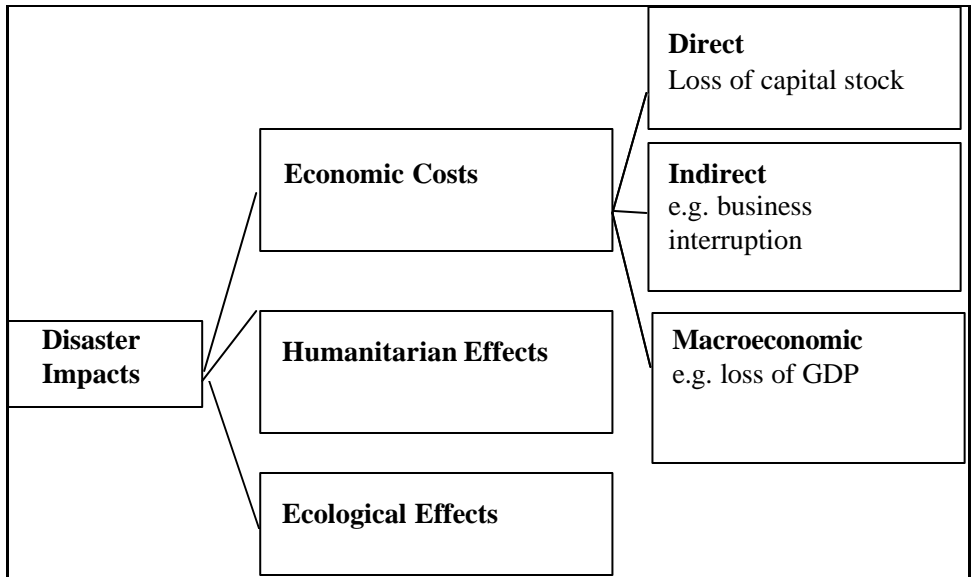 Disaster
Impacts
Economic Costs
Humanitarian Effects
Ecological Effects
Direct
Loss of capital stock
Indirect
e.g. business
interruption
Macroeconomic
e.g. loss of GDP